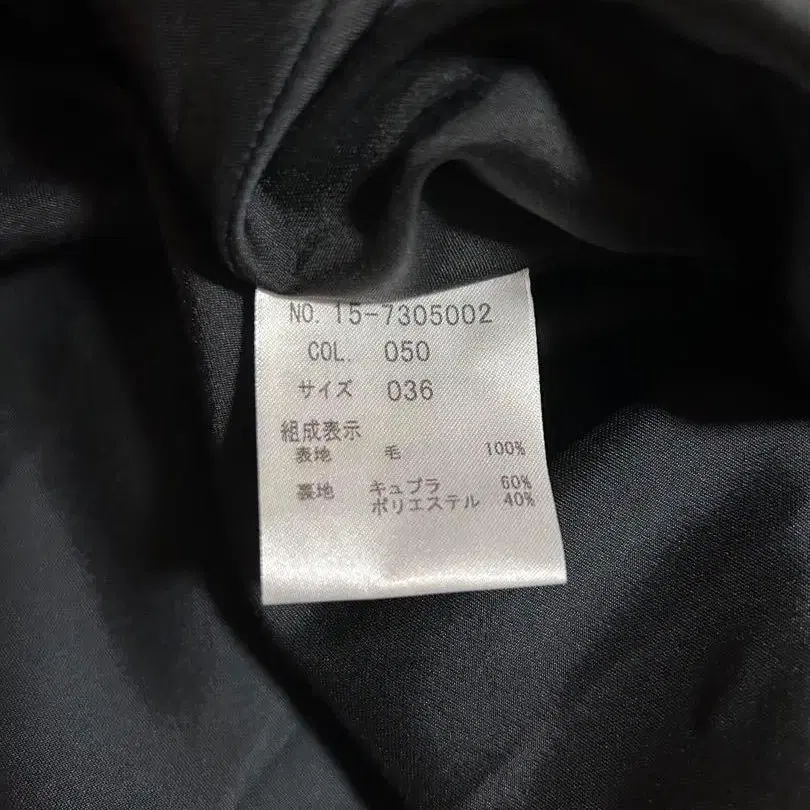 NO. 15-7305002
COL. 050
サイズ 036
組成表示
表地 毛 100%
裏地 キュプラ 60%
ポリエステル 40%